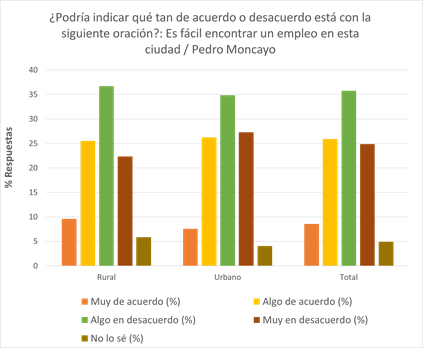 ¿Podría indicar qué tan de acuerdo o desacuerdo está con la
siguiente oración?: Es fácil encontrar un empleo en esta
ciudad / Pedro Moncayo
% Respuestas
40
35
30
25
20
15
10
5
0
Rural
Urbano
Total
Muy de acuerdo (%)
Algo de acuerdo (%)
Algo en desacuerdo (%)
Muy en desacuerdo (%)
No lo sé (%)